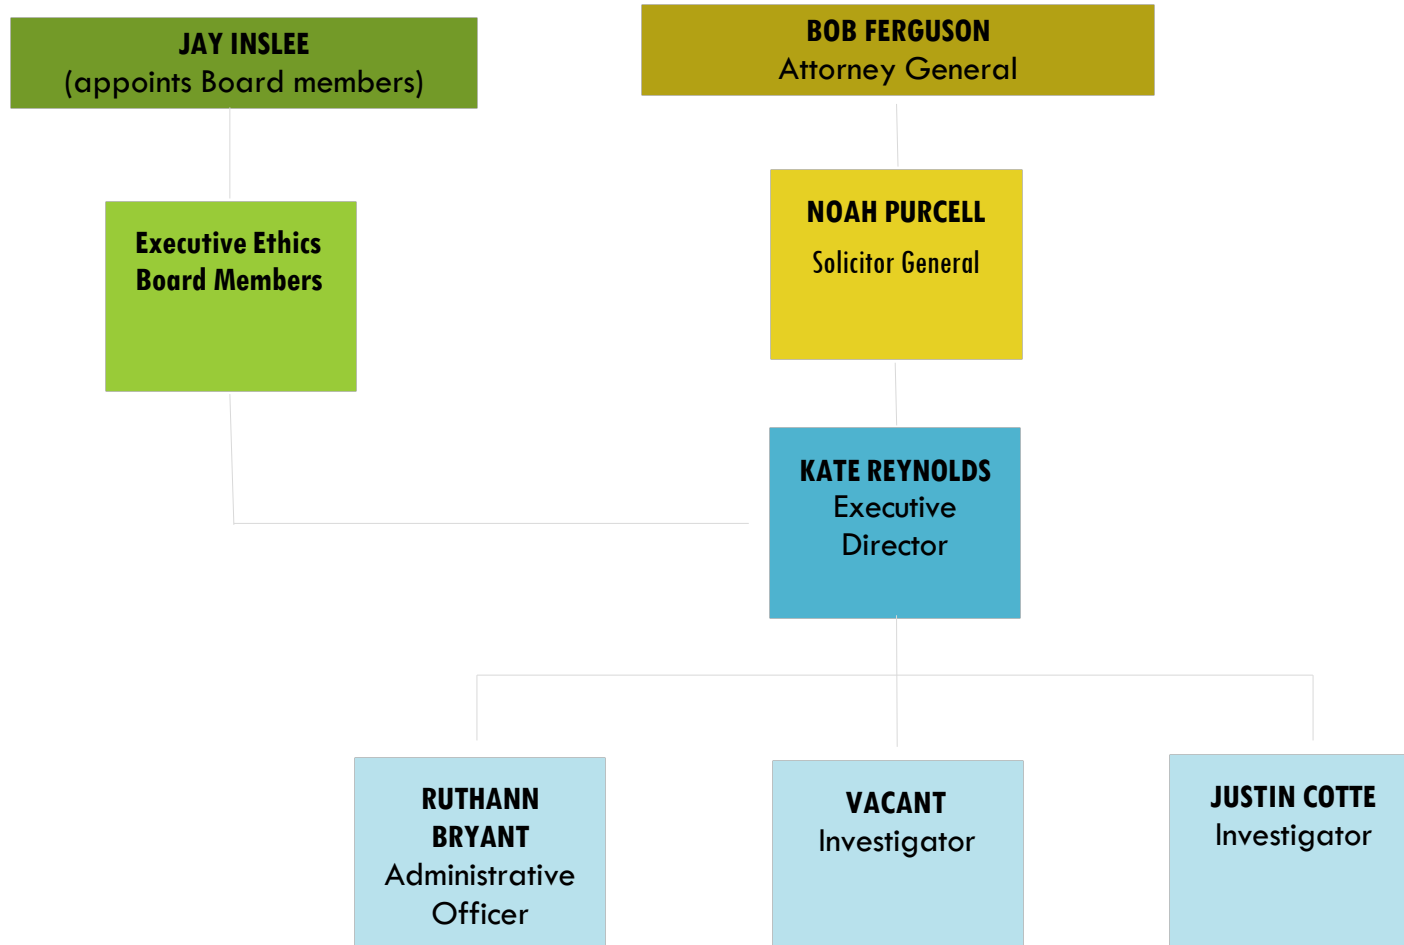 JAY INSLEE
(appoints Board members)
BOB FERGUSON
Attorney General
Executive Ethics
Board Members
NOAH PURCELL
Solicitor General
KATE REYNOLDS
Executive
Director
RUTHANN
BRYANT
Administrative
Officer
VACANT
Investigator
JUSTIN COTTE
Investigator